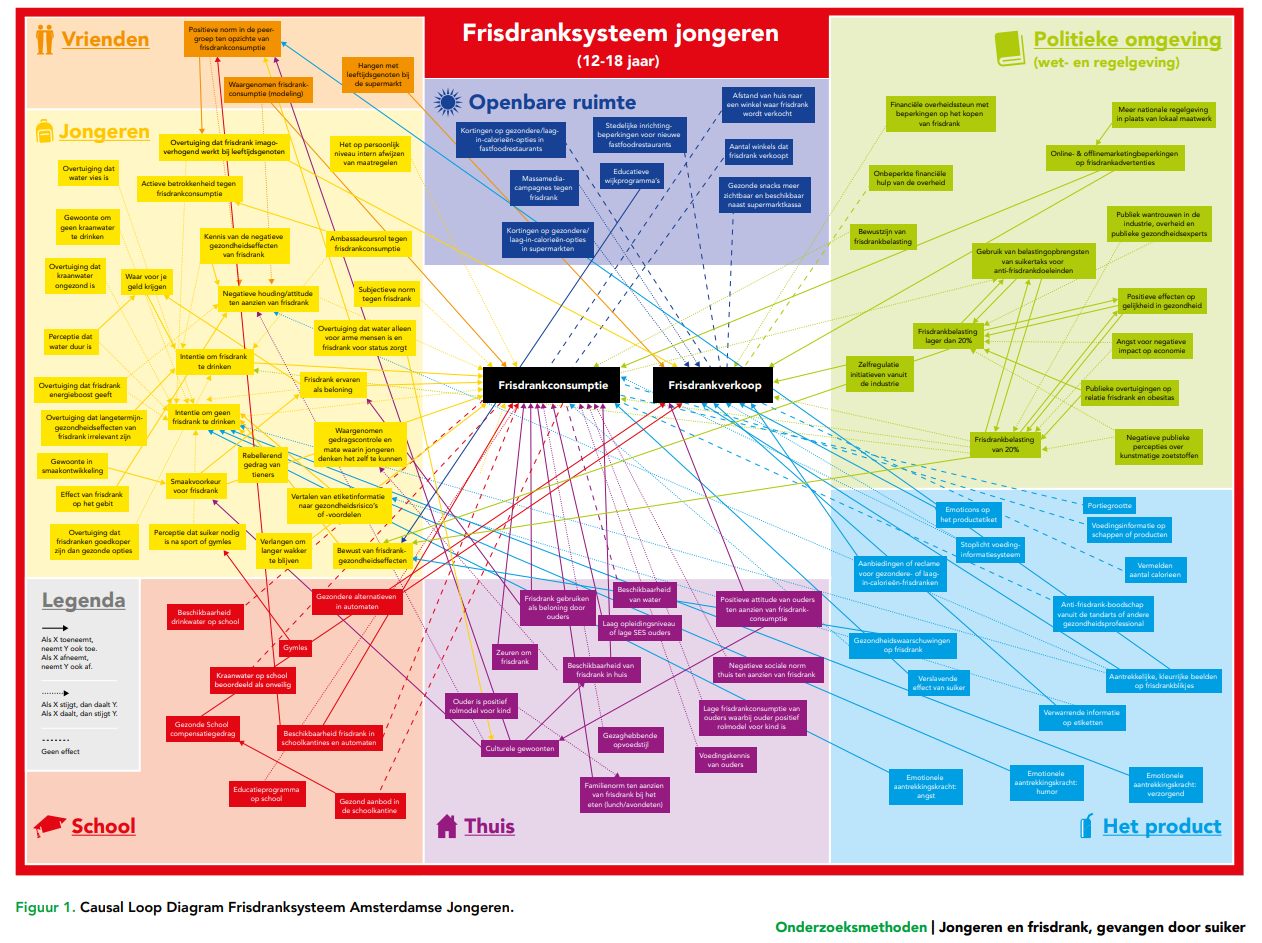 Frisdranksysteem jongeren
(12-18 jaar)
Vrienden
Positieve norm in de peer-
groep ten opzichte van
frisdrankconsumptie
Waargenomen frisdrank-
consumptie (modeling)
Hangen met
leeftijdsgenoten bij
de supermarkt
Jongeren
Overtuiging dat frisdrank imago-
verhogend werkt bij leeftijdsgenoten
Het op persoonlijk
niveau intern afwijzen
van maatregelen
Overtuiging dat
water vies is
Actieve betrokkenheid tegen
frisdrankconsumptie
Gewoonte om
geen kraanwater
te drinken
Kennis van de negatieve
gezondheidseffecten
van frisdrank
Ambassadeursrol tegen
frisdrankconsumptie
Overtuiging dat
kraanwater
ongezond is
Waar voor je
geld krijgen
Negatieve houding/attitude
ten aanzien van frisdrank
Subjectieve norm
tegen frisdrank
Overtuiging dat water alleen
voor arme mensen is en
frisdrank voor status zorgt
Perceptie dat
water duur is
Intentie om frisdrank
te drinken
Overtuiging dat frisdrank
energieboost geeft
Frisdrank ervaren
als beloning
Overtuiging dat langetermijn-
gezondheidseffecten van
frisdrank irrelevant zijn
Intentie om geen
frisdrank te drinken
Waargenomen
gedragscontrole en
mate waarin jongeren
denken het zelf te kunnen
Gewoonte in
smaakontwikkeling
Rebellerend
gedrag van
tieners
Smaakvoorkeur
voor frisdrank
Effect van frisdrank
op het gebit
Vertalen van etiketinformatie
naar gezondheidsrisico's
of -voordelen
Overtuiging dat
frisdranken goedkoper
zijn dan gezonde opties
Perceptie dat suiker nodig
is na sport of gymles
Verlangen om
langer wakker
te blijven
Bewust van frisdrank-
gezondheidseffecten
Openbare ruimte
Kortingen op gezondere/laag-
in-calorieën-opties in
fastfoodrestaurants
Stedelijke inrichting-
beperkingen voor nieuwe
fastfoodrestaurants
Afstand van huis naar
een winkel waar frisdrank
wordt verkocht
Aantal winkels dat
frisdrank verkoopt
Massamedia-
campagnes tegen
frisdrank
Educatieve
wijkprogramma's
Gezonde snacks meer
zichtbaar en beschikbaar
naast supermarktkassa
Kortingen op gezondere/
laag-in-calorieën-opties
in supermarkten
Frisdrankconsumptie
Frisdrankverkoop
Politieke omgeving
(wet- en regelgeving)
Financiële overheidssteun met
beperkingen op het kopen
van frisdrank
Meer nationale regelgeving
in plaats van lokaal maatwerk
Online- & offlinemarketingbeperkingen
op frisdrankadvertenties
Onbeperkte financiële
hulp van de overheid
Bewustzijn van
frisdrankbelasting
Publiek wantrouwen in de
industrie, overheid en
publieke gezondheidsexperts
Gebruik van belastingopbrengsten
van suikertaks voor
anti-frisdrankdoeleinden
Positieve effecten op
gelijkheid in gezondheid
Frisdrankbelasting
lager dan 20%
Angst voor negatieve
impact op economie
Zelfregulatie
initiatieven vanuit
de industrie
Publieke overtuigingen op
relatie frisdrank en obesitas
Frisdrankbelasting
van 20%
Negatieve publieke
percepties over
kunstmatige zoetstoffen
Legenda
Als X toeneemt,
neemt Y ook toe.
Als X afneemt,
neemt Y ook af.
Als X stijgt, dan daalt Y.
Als X daalt, dan stijgt Y.
Geen effect
School
Beschikbaarheid
drinkwater op school
Gezondere alternatieven
in automaten
Gymles
Kraanwater op school
beoordeeld als onveilig
Gezonde School
compensatiegedrag
Beschikbaarheid frisdrank in
schoolkantines en automaten
Educatieprogramma
op school
Gezond aanbod in
de schoolkantine
Thuis
Frisdrank gebruiken
als beloning door
ouders
Beschikbaarheid
van water
Positieve attitude van ouders
ten aanzien van frisdrank-
consumptie
Laag opleidingsniveau
of lage SES ouders
Zeuren om
frisdrank
Beschikbaarheid van
frisdrank in huis
Negatieve sociale norm
thuis ten aanzien van frisdrank
Ouder is positief
rolmodel voor kind
Lage frisdrankconsumptie van
ouders waarbij ouder positief
rolmodel voor kind is
Culturele gewoonten
Gezaghebbende
opvoedstijl
Voedingskennis
van ouders
Familienorm ten aanzien
van frisdrank bij het
eten (lunch/avondeten)
Het product
Portiegrootte
Emoticons op
het productetiket
Voedingsinformatie op
schappen of producten
Stoplicht voeding-
informatiesysteem
Aanbiedingen of reclame
voor gezondere- of laag-
in-calorieën-frisdranken
Vermelden
aantal calorieen
Anti-frisdrank-boodschap
vanuit de tandarts of andere
gezondheidsprofessional
Gezondheidswaarschuwingen
op frisdrank
Verslavende
effect van suiker
Aantrekkelijke, kleurrijke beelden
op frisdrankblikjes
Verwarrende informatie
op etiketten
Emotionele
aantrekkingskracht:
angst
Emotionele
aantrekkingskracht:
humor
Emotionele
aantrekkingskracht:
verzorgend
Figuur 1. Causal Loop Diagram Frisdranksysteem Amsterdamse Jongeren.
Onderzoeksmethoden | Jongeren en frisdrank, gevangen door suiker